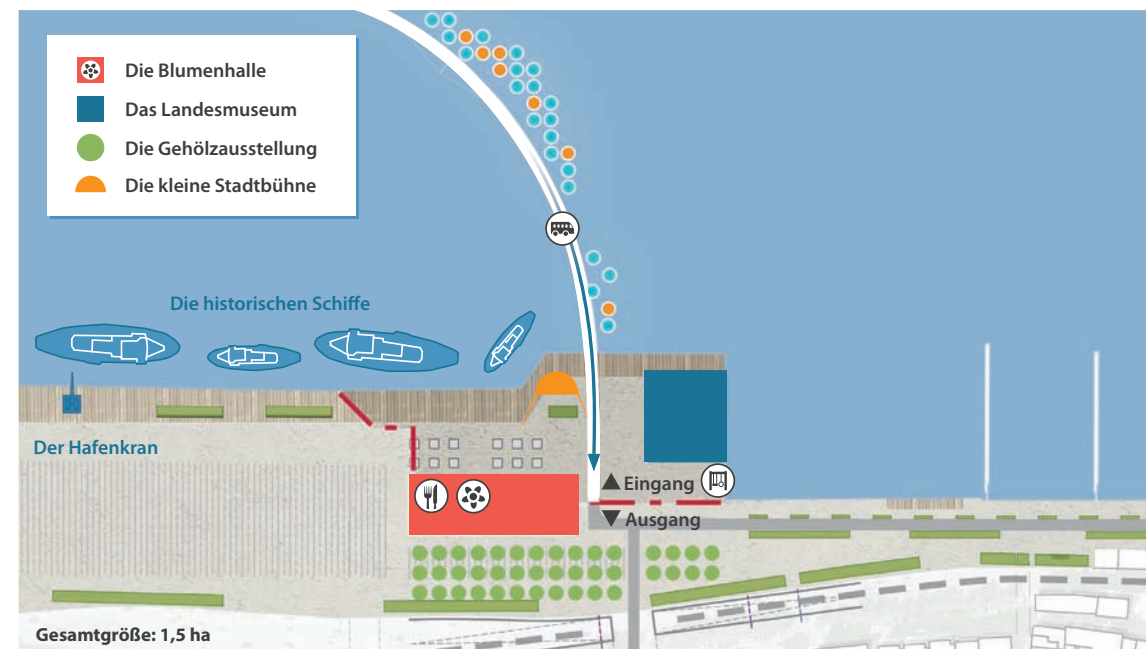 Die Blumenhalle
Das Landesmuseum
Die Gehölzausstellung
Die kleine Stadtbühne
Die historischen Schiffe
Der Hafenkran
Eingang
Ausgang
Gesamtgröße: 1,5 ha